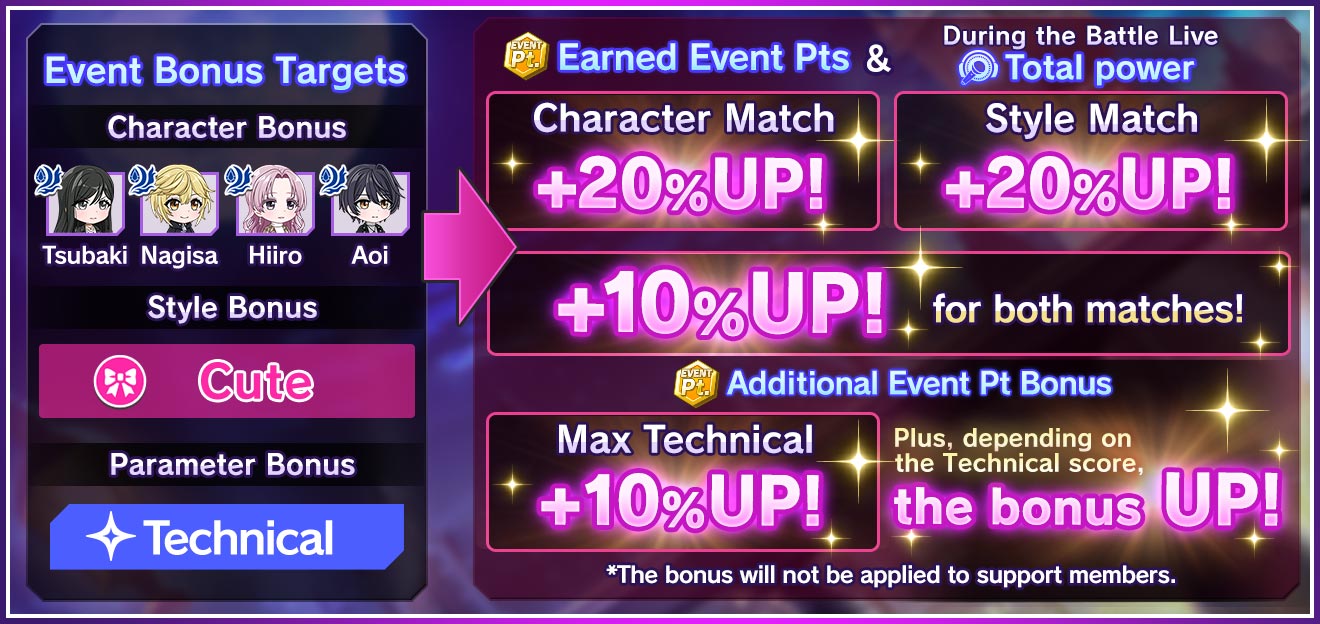 Event Bonus Targets
Character Bonus
Tsubaki Nagisa Hiiro Aoi
Style Bonus
Cute
Parameter Bonus
Technical
EVENT Pt. Earned Event Pts &
During the Battle Live
Total power
Character Match
+20%UP!
Style Match
+20%UP!
+10%UP! for both matches!
EVENT Pt. Additional Event Pt Bonus
Max Technical
+10%UP!
Plus, depending on
the Technical score,
the bonus UP!
*The bonus will not be applied to support members.